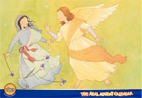 THE REAL ADVENT CALENDAR